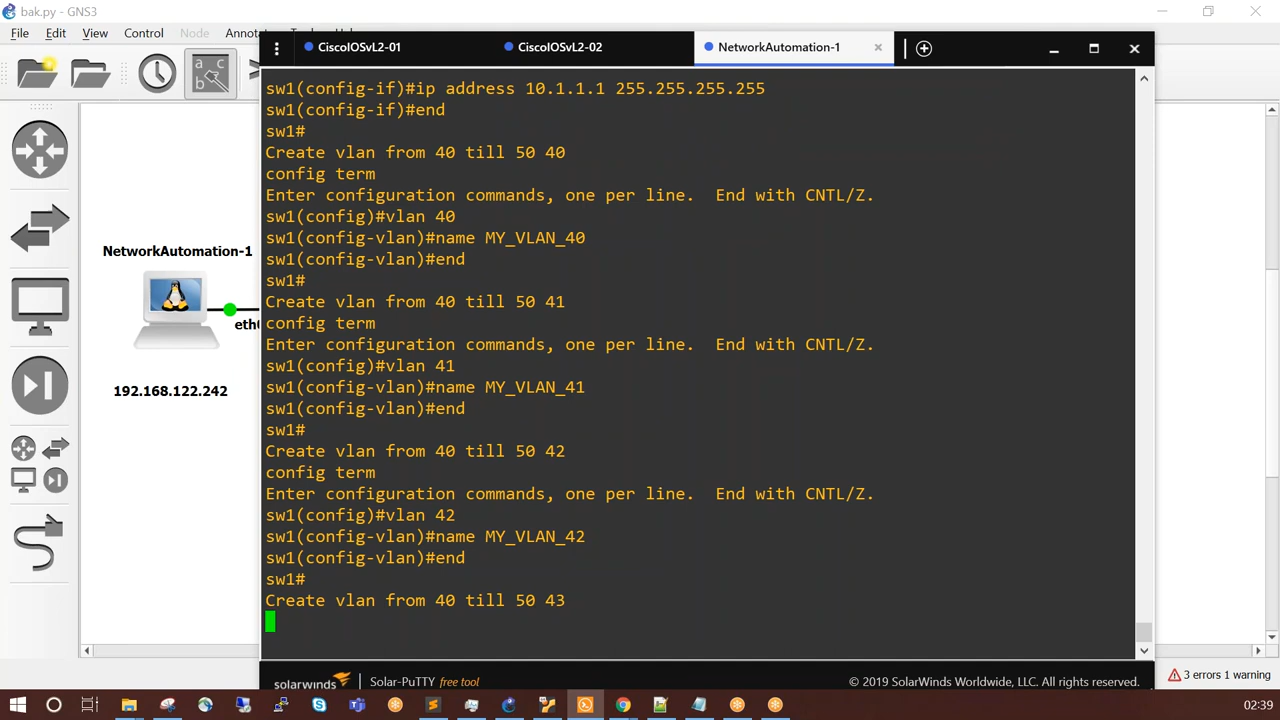 bak.py - GNS3
File Edit View Control Node Annota
CiscoIOSvL2-01 CiscoIOSvL2-02 NetworkAutomation-1
a c
b
sw1(config-if)#ip address 10.1.1.1 255.255.255.255
sw1(config-if)#end
sw1#
Create vlan from 40 till 50 40
config term
Enter configuration commands, one per line.  End with CNTL/Z.
sw1(config)#vlan 40
sw1(config-vlan)#name MY_VLAN_40
sw1(config-vlan)#end
sw1#
Create vlan from 40 till 50 41
config term
Enter configuration commands, one per line.  End with CNTL/Z.
sw1(config)#vlan 41
sw1(config-vlan)#name MY_VLAN_41
sw1(config-vlan)#end
sw1#
Create vlan from 40 till 50 42
config term
Enter configuration commands, one per line.  End with CNTL/Z.
sw1(config)#vlan 42
sw1(config-vlan)#name MY_VLAN_42
sw1(config-vlan)#end
sw1#
Create vlan from 40 till 50 43
NetworkAutomation-1
eth0
192.168.122.242
solarwinds Solar-PuTTY free tool © 2019 SolarWinds Worldwide, LLC. All rights reserved.
3 errors 1 warning
02:39